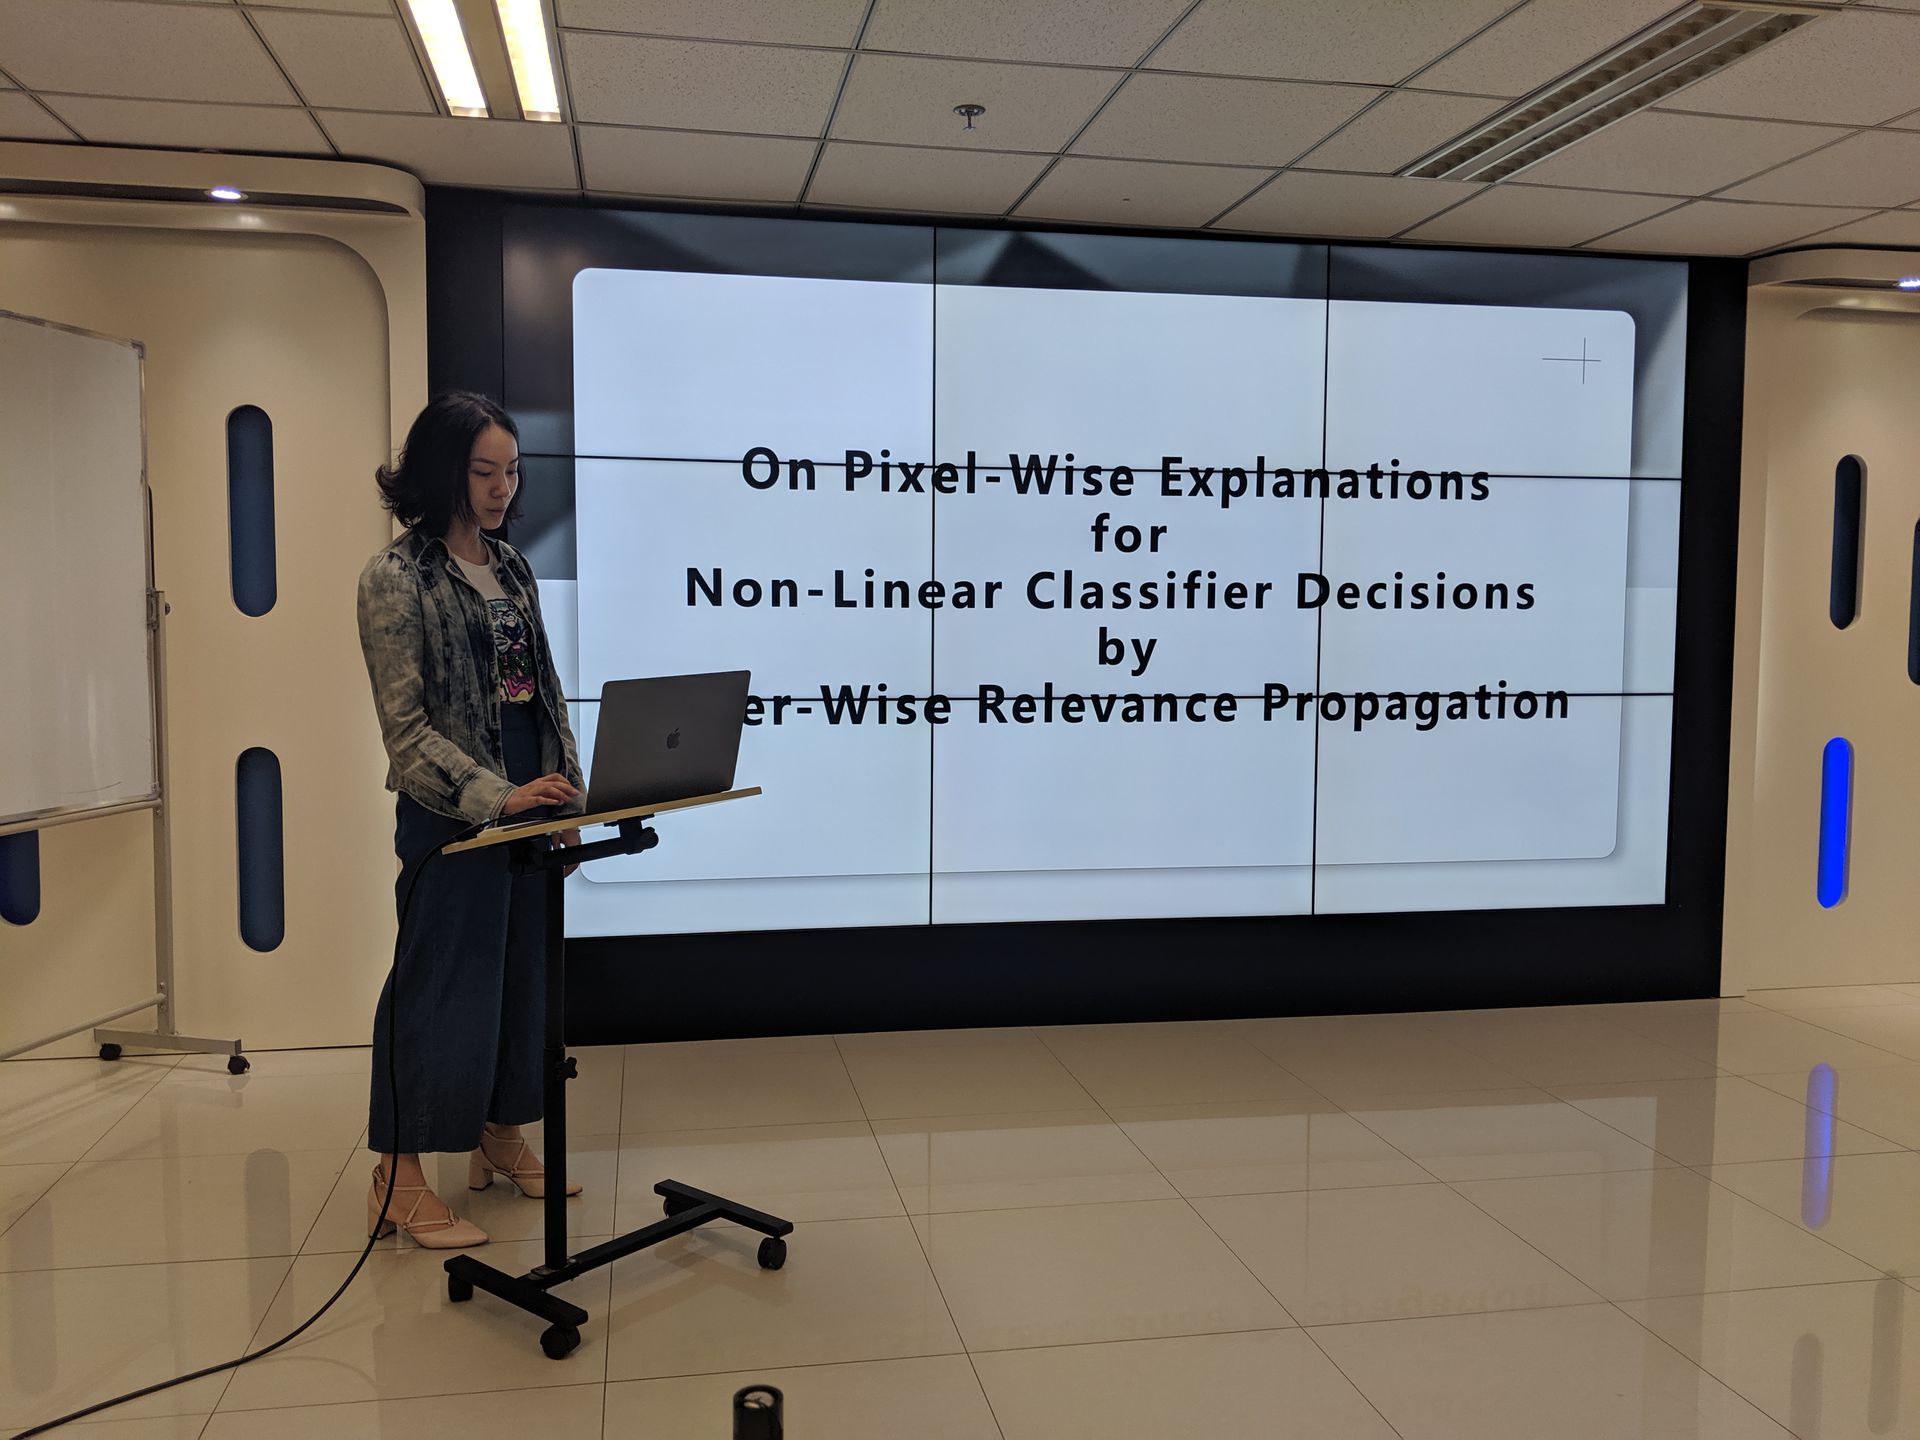 On Pixel-Wise Explanations
for
Non-Linear Classifier Decisions
by
er-Wise Relevance Propagation